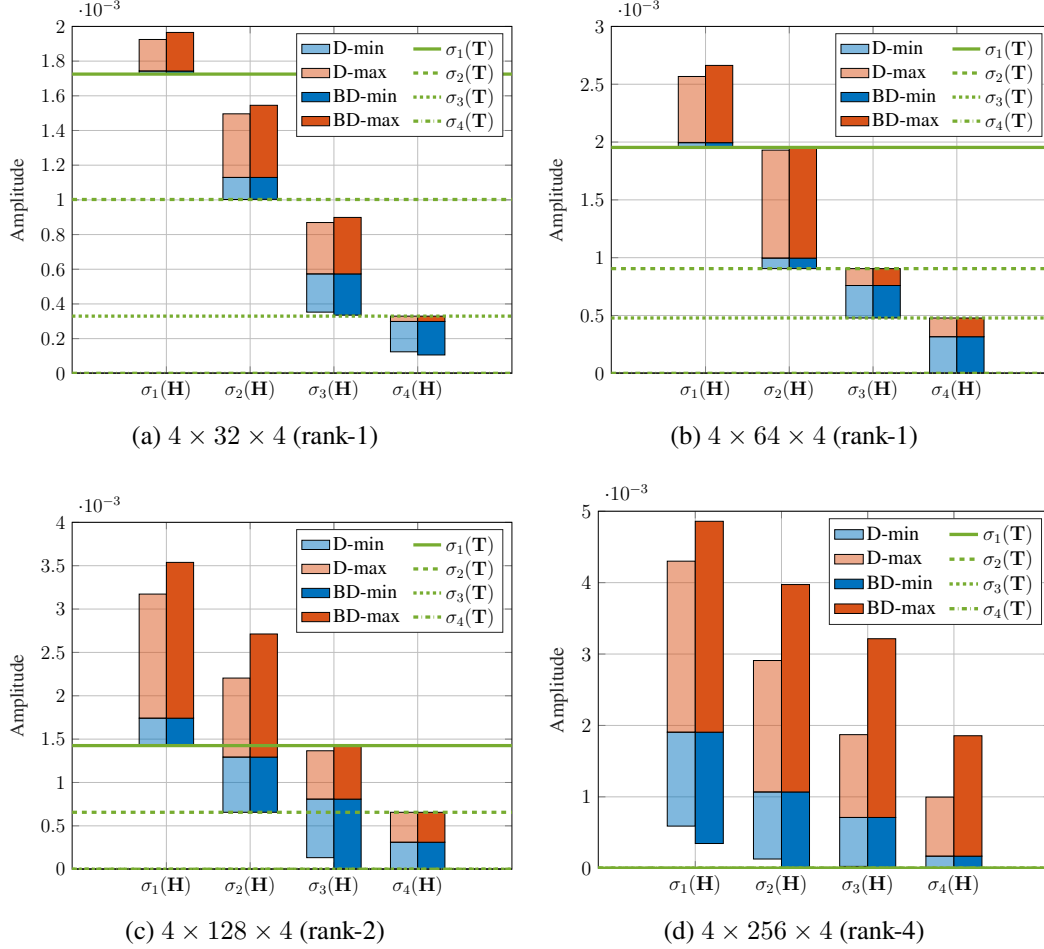 ·10⁻³
2
1.8
1.6
1.4
1.2
1
0.8
0.6
0.4
0.2
0
Amplitude
D-min σ₁(T)
D-max σ₂(T)
BD-min σ₃(T)
BD-max σ₄(T)
σ₁(H) σ₂(H) σ₃(H) σ₄(H)
(a) 4 × 32 × 4 (rank-1)
·10⁻³
3
2.5
2
1.5
1
0.5
0
Amplitude
D-min σ₁(T)
D-max σ₂(T)
BD-min σ₃(T)
BD-max σ₄(T)
σ₁(H) σ₂(H) σ₃(H) σ₄(H)
(b) 4 × 64 × 4 (rank-1)
·10⁻³
4
3.5
3
2.5
2
1.5
1
0.5
0
Amplitude
D-min σ₁(T)
D-max σ₂(T)
BD-min σ₃(T)
BD-max σ₄(T)
σ₁(H) σ₂(H) σ₃(H) σ₄(H)
(c) 4 × 128 × 4 (rank-2)
·10⁻³
5
4
3
2
1
0
Amplitude
D-min σ₁(T)
D-max σ₂(T)
BD-min σ₃(T)
BD-max σ₄(T)
σ₁(H) σ₂(H) σ₃(H) σ₄(H)
(d) 4 × 256 × 4 (rank-4)